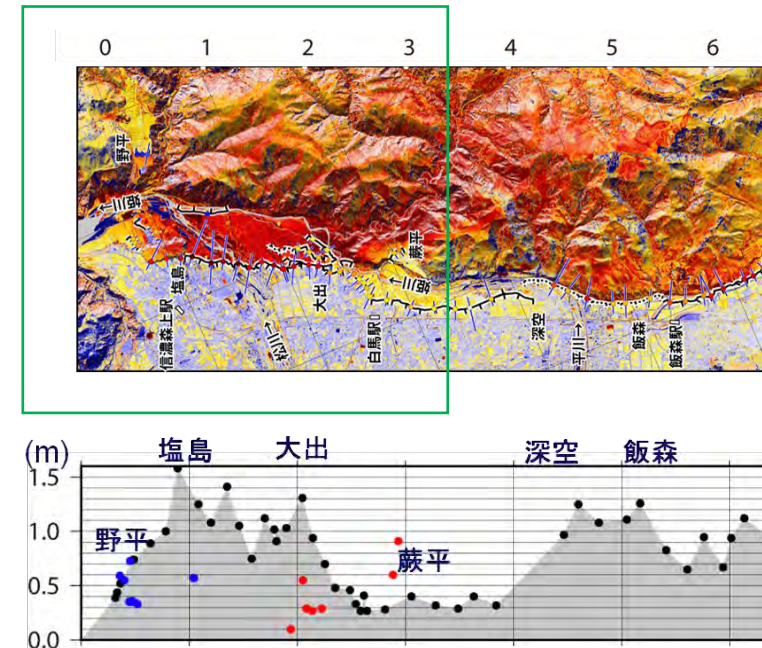 0 1 2 3 4 5 6
野平
姫三↓
塩島
信濃森上駅
松川→
大出
白馬駅
蕨平
姫三↓
深空
平川→
飯森
飯森駅
(m)
塩島 大出 深空 飯森
1.5
1.0
野平
蕨平
0.5
0.0